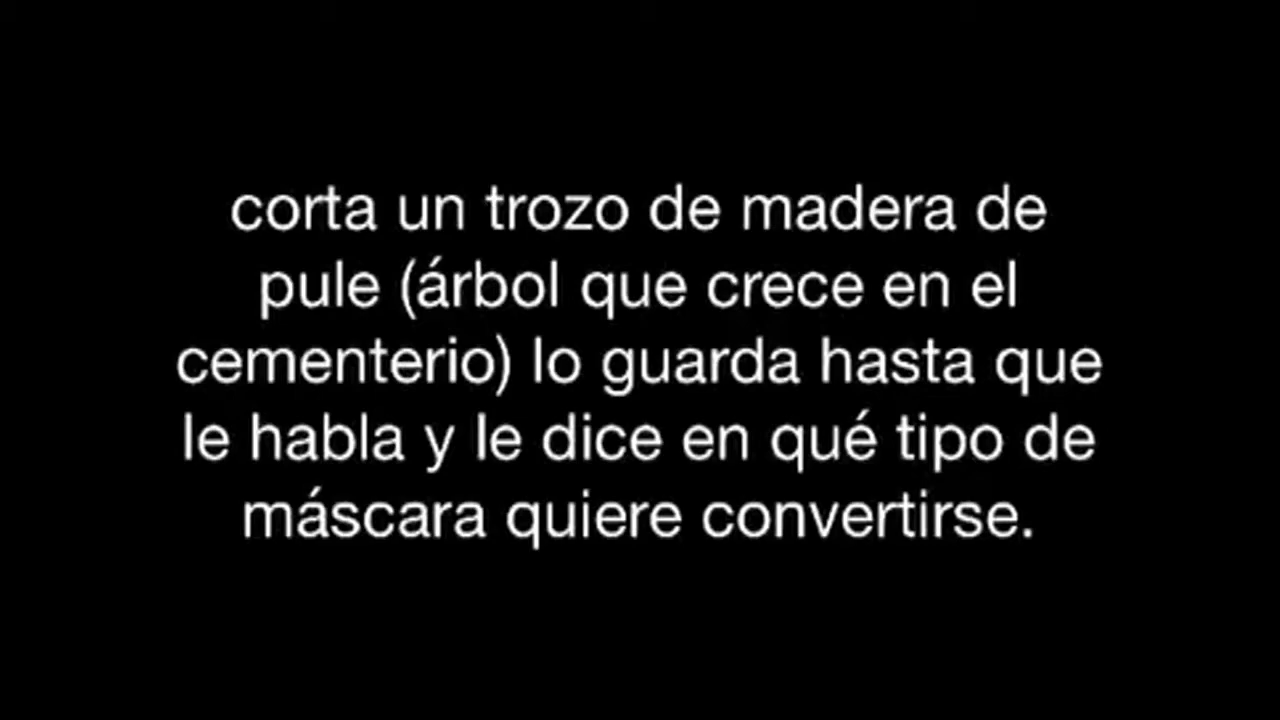 corta un trozo de madera de
pule (árbol que crece en el
cementerio) lo guarda hasta que
le habla y le dice en qué tipo de
máscara quiere convertirse.